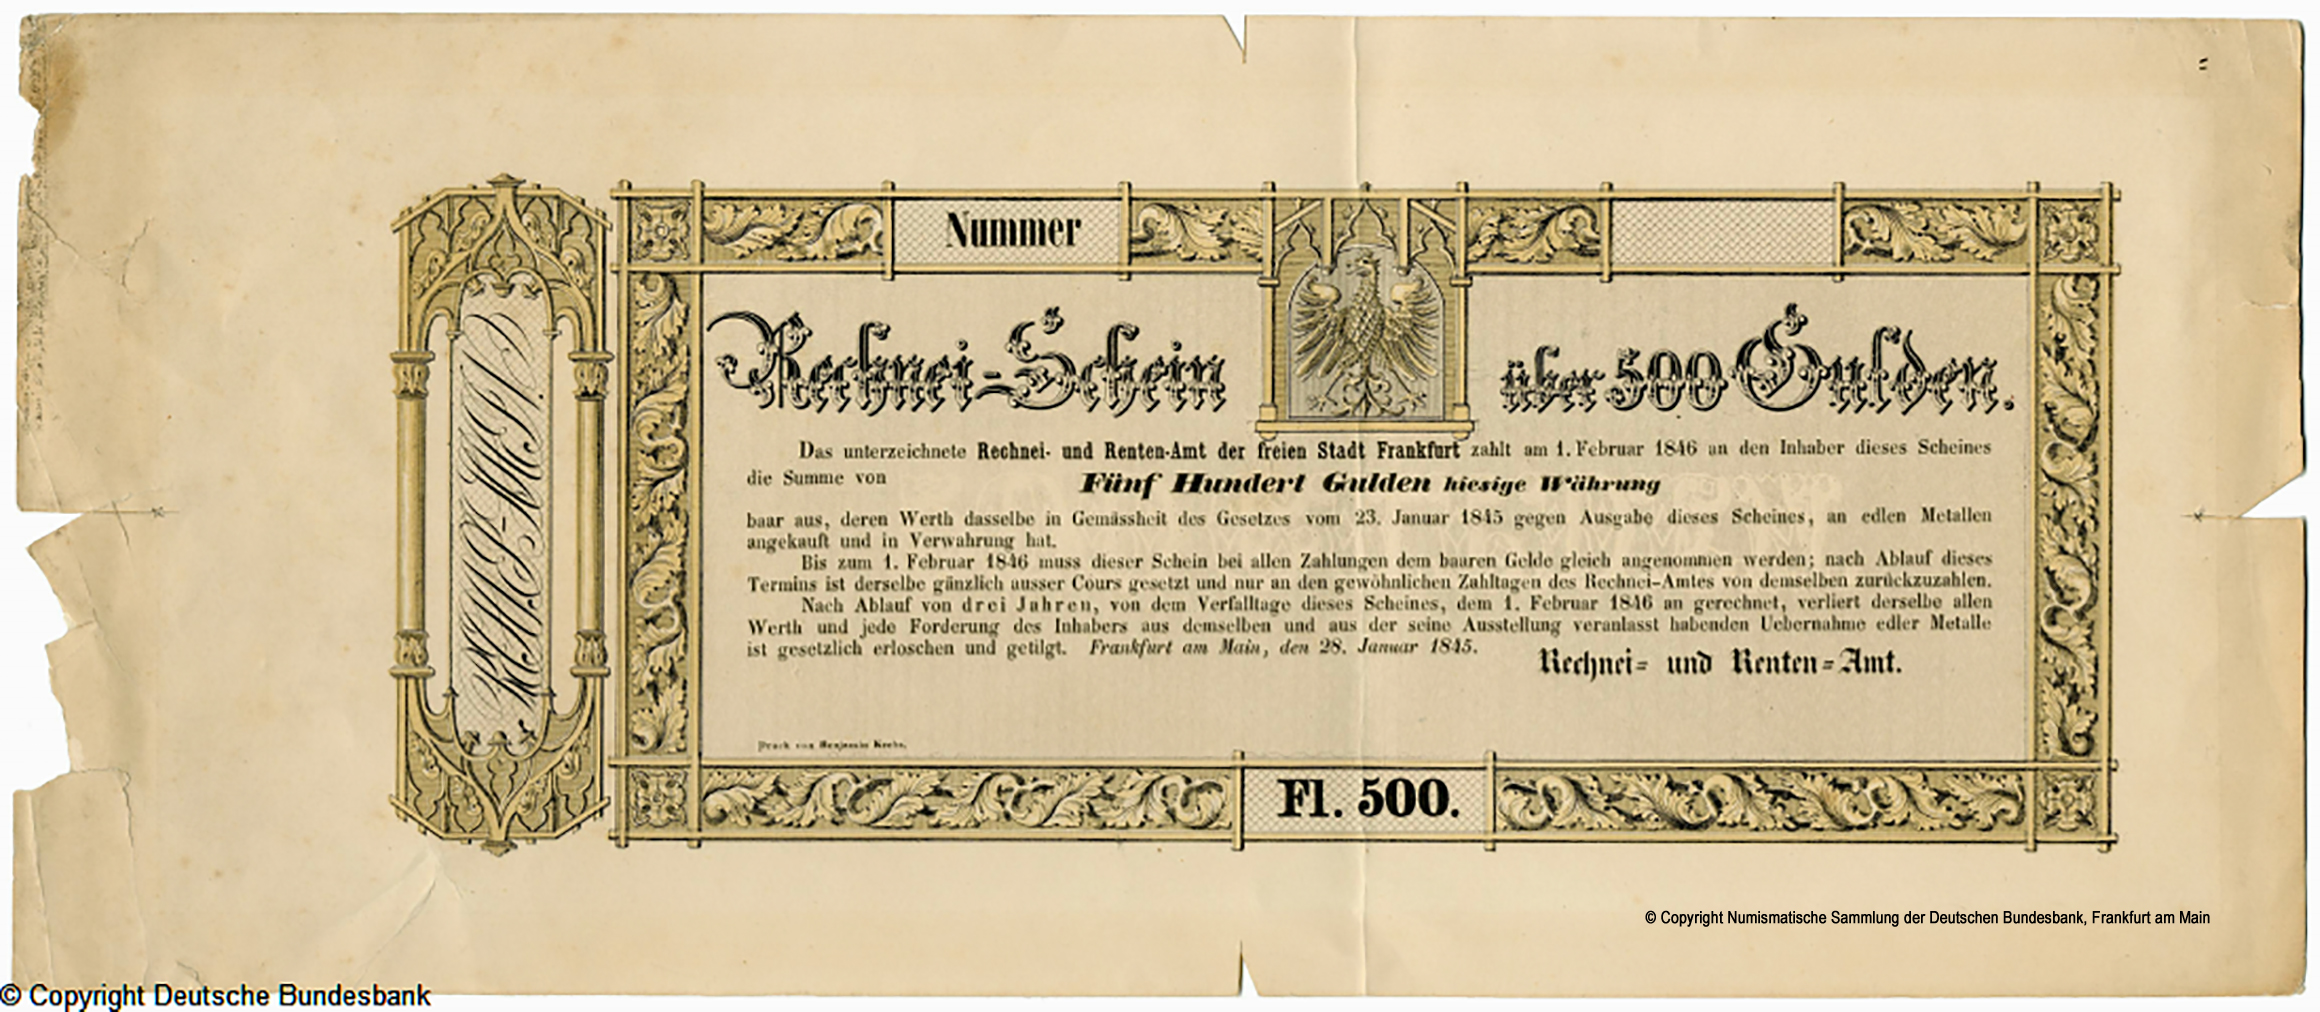 Nummer
Rechnei-Schein über 500 Gulden.
Das unterzeichnete Rechnei- und Renten-Amt der freien Stadt Frankfurt zahlt am 1. Februar 1846 an den Inhaber dieses Scheines
die Summe von Fünf Hundert Gulden hiesige Währung
baar aus, deren Werth dasselbe in Gemässheit des Gesetzes vom 23. Januar 1845 gegen Ausgabe dieses Scheines, an edlen Metallen
angekauft und in Verwahrung hat.
Bis zum 1. Februar 1846 muss dieser Schein bei allen Zahlungen dem baaren Gelde gleich angenommen werden; nach Ablauf dieses
Termins ist derselbe gänzlich ausser Cours gesetzt und nur an den gewöhnlichen Zahltagen des Rechnei-Amtes von demselben zurückzuzahlen.
Nach Ablauf von drei Jahren, von dem Verfalltage dieses Scheines, dem 1. Februar 1846 an gerechnet, verliert derselbe allen
Werth und jede Forderung des Inhabers aus demselben und aus der seine Ausstellung veranlasst habenden Uebernahme edler Metalle
ist gesetzlich erloschen und getilgt. Frankfurt am Main, den 28. Januar 1845.
Rechnei- und Renten-Amt.
Druck von Benjamin Krebs.
Fl. 500.
© Copyright Numismatische Sammlung der Deutschen Bundesbank, Frankfurt am Main
© Copyright Deutsche Bundesbank